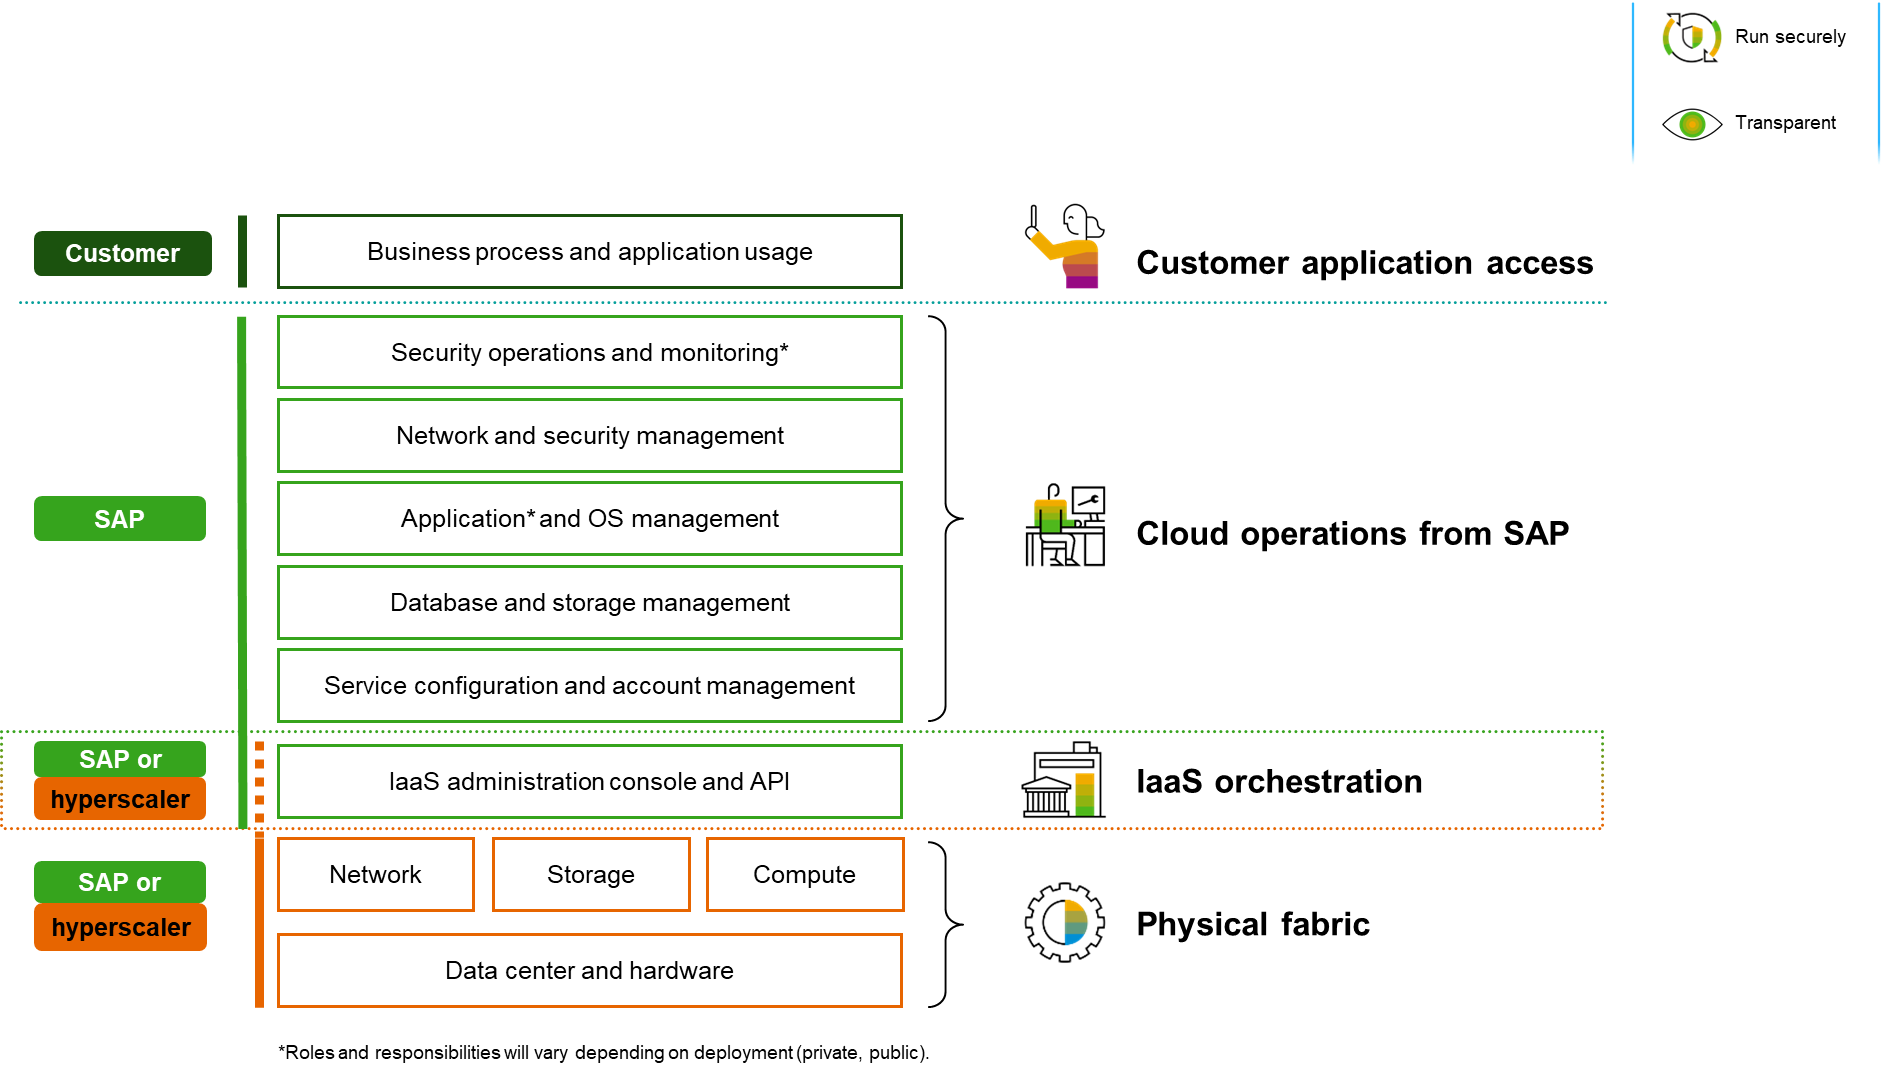 Run securely
Transparent
Customer
Business process and application usage
Customer application access
Security operations and monitoring*
Network and security management
SAP
Application* and OS management
Cloud operations from SAP
Database and storage management
Service configuration and account management
SAP or
hyperscaler
IaaS administration console and API
IaaS orchestration
SAP or
hyperscaler
Network
Storage
Compute
Physical fabric
Data center and hardware
*Roles and responsibilities will vary depending on deployment (private, public).